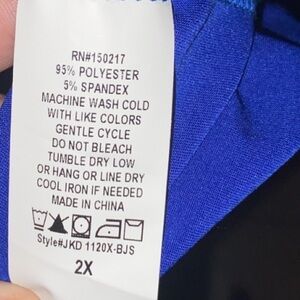 RN#150217
95% POLYESTER
5% SPANDEX
MACHINE WASH COLD
WITH LIKE COLORS
GENTLE CYCLE
DO NOT BLEACH
TUMBLE DRY LOW
OR HANG OR LINE DRY
COOL IRON IF NEEDED
MADE IN CHINA
Style#JKD 1120X-BJS
2X